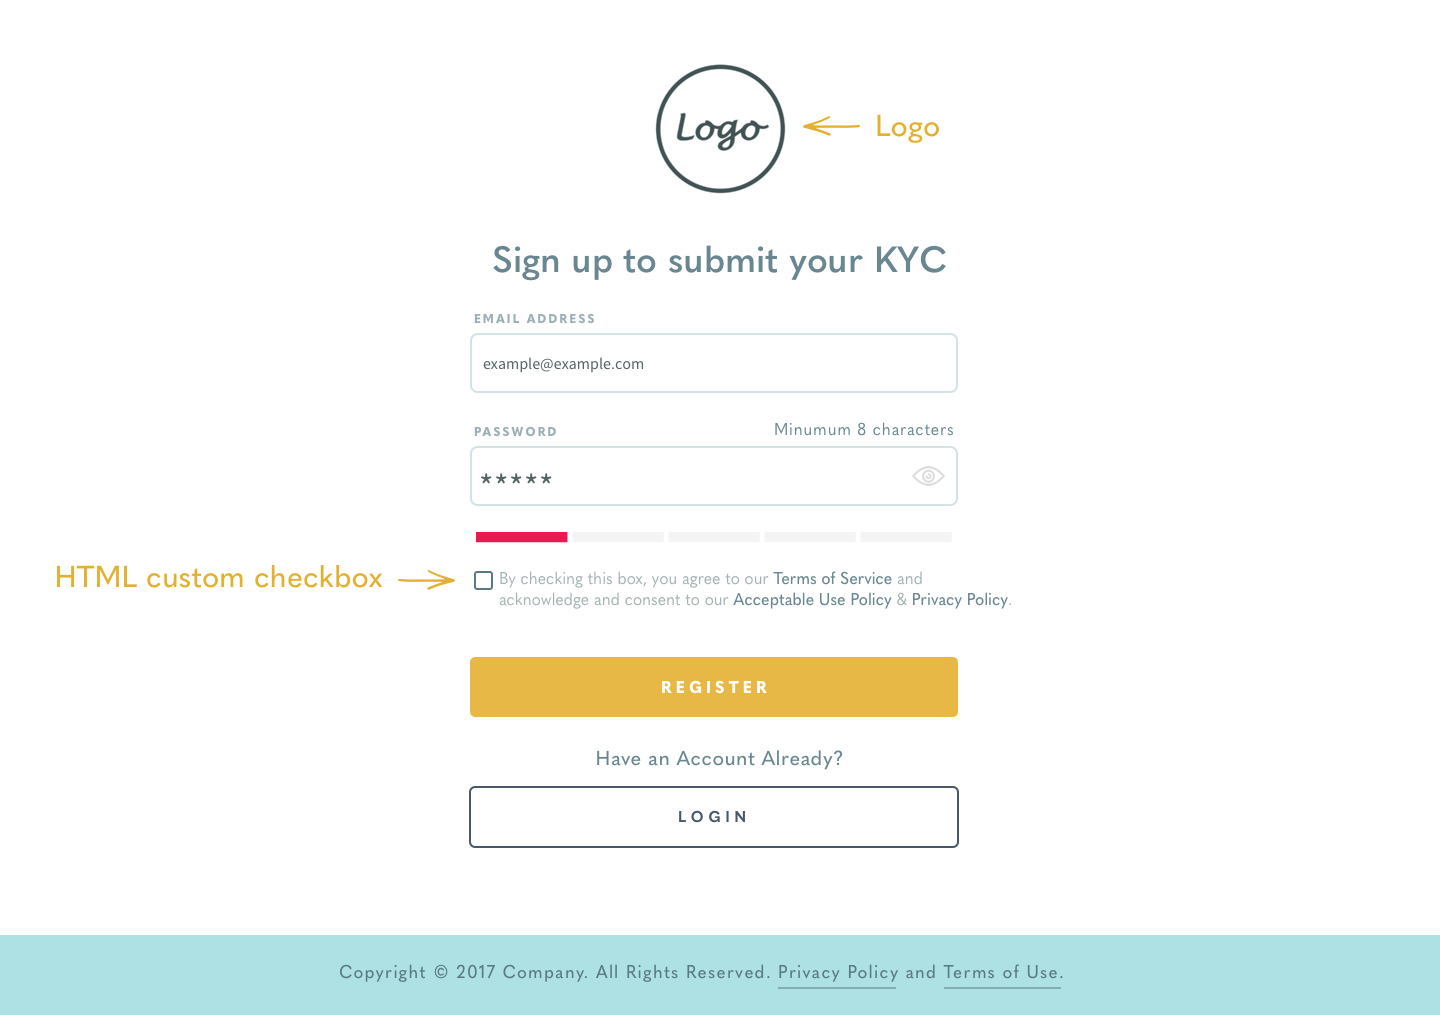 Logo
Logo
Sign up to submit your KYC
EMAIL ADDRESS
example@example.com
PASSWORD
Minumum 8 characters
*****
HTML custom checkbox
By checking this box, you agree to our Terms of Service and
acknowledge and consent to our Acceptable Use Policy & Privacy Policy.
REGISTER
Have an Account Already?
LOGIN
Copyright © 2017 Company. All Rights Reserved. Privacy Policy and Terms of Use.